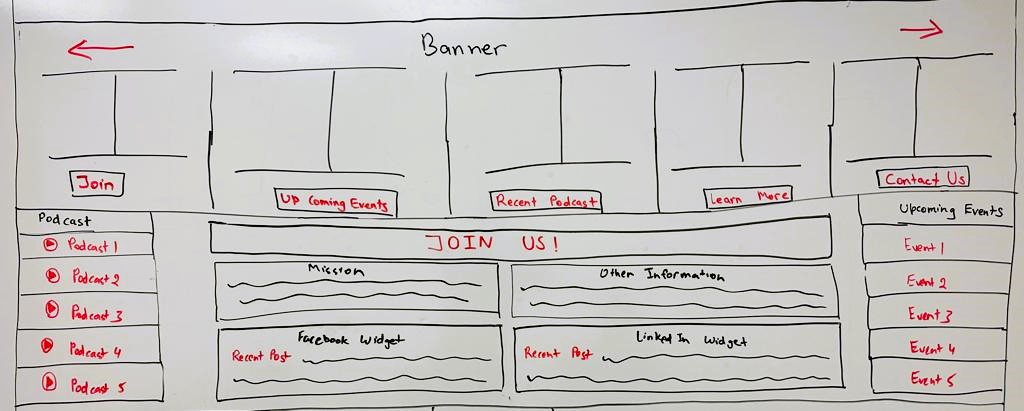 Banner
Join
Up Coming Events
Recent Podcast
Learn More
Contact Us
Podcast
Podcast 1
Podcast 2
Podcast 3
Podcast 4
Podcast 5
JOIN US!
Mission
Other Information
Facebook Widget
Recent Post
Linked In Widget
Recent Post
Upcoming Events
Event 1
Event 2
Event 3
Event 4
Event 5